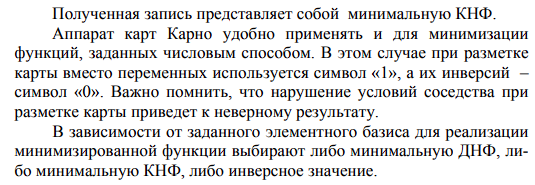 Полученная запись представляет собой минимальную КНФ.
Аппарат карт Карно удобно применять и для минимизации
функций, заданных числовым способом. В этом случае при разметке
карты вместо переменных используется символ «1», а их инверсий –
символ «0». Важно помнить, что нарушение условий соседства при
разметке карты приведет к неверному результату.
В зависимости от заданного элементного базиса для реализации
минимизированной функции выбирают либо минимальную ДНФ, ли-
бо минимальную КНФ, либо инверсное значение.